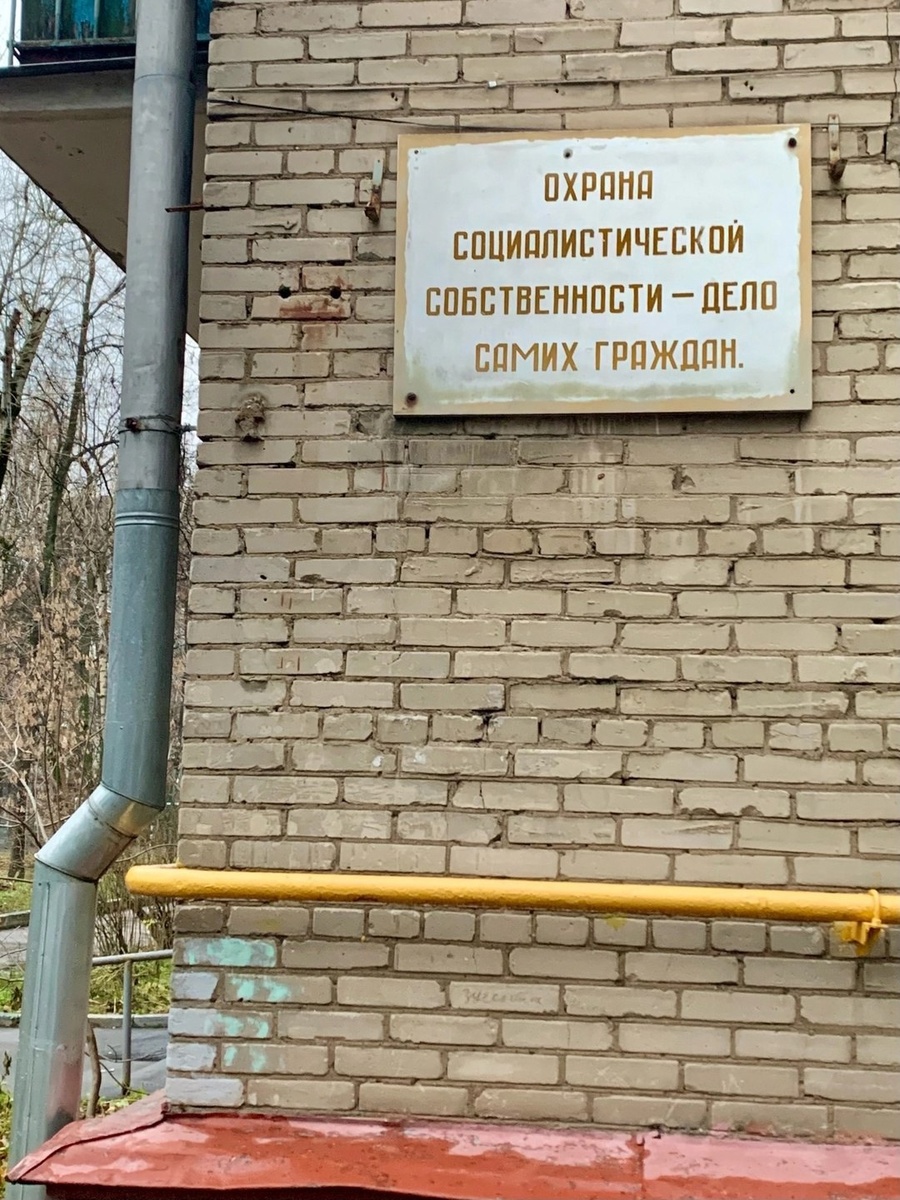 ОХРАНА
СОЦИАЛИСТИЧЕСКОЙ
СОБСТВЕННОСТИ – ДЕЛО
САМИХ ГРАЖДАН.